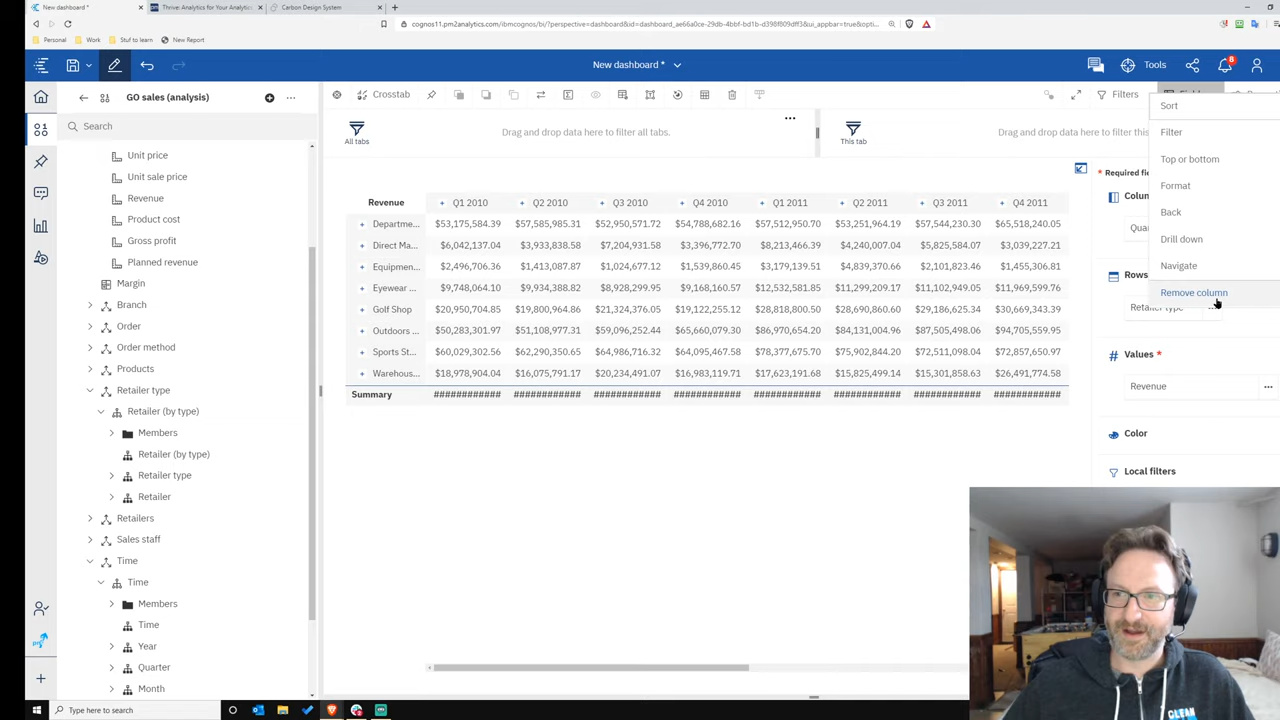 New dashboard *
Thrive: Analytics for Your Analytics
Carbon Design System
cognos11.pm2analytics.com/ibmcognos/bi/?perspective=dashboard&id=dashboard_ae66a0ce-29db-4bbf-bd1b-d398f809dff3&ui_appbar=true&optio
Personal
Work
Stuf to learn
New Report
New dashboard *
Tools
8
GO sales (analysis)
Search
Unit price
Unit sale price
Revenue
Product cost
Gross profit
Planned revenue
Margin
Branch
Order
Order method
Products
Retailer type
Retailer (by type)
Members
Retailer (by type)
Retailer type
Retailer
Retailers
Sales staff
Time
Time
Members
Time
Year
Quarter
Month
Crosstab
Filters
All tabs
Drag and drop data here to filter all tabs.
This tab
Drag and drop data here to filter this
Revenue Q1 2010 Q2 2010 Q3 2010 Q4 2010 Q1 2011 Q2 2011 Q3 2011 Q4 2011
Departme... $53,175,584.39 $57,585,985.31 $52,950,571.72 $54,788,682.16 $57,512,950.70 $53,251,964.19 $57,544,230.30 $65,518,240.05
Direct Ma... $6,042,137.04 $3,933,838.58 $7,204,931.58 $3,396,772.70 $8,213,466.39 $4,240,007.04 $5,825,584.07 $3,039,227.21
Equipmen... $2,496,706.36 $1,413,087.87 $1,024,677.12 $1,539,860.45 $3,179,139.51 $4,839,370.66 $2,101,823.46 $1,455,306.81
Eyewear ... $9,748,064.10 $9,934,388.82 $8,928,299.95 $9,168,160.57 $12,532,581.85 $11,299,209.17 $11,102,949.05 $11,969,599.76
Golf Shop $20,950,704.85 $19,800,964.86 $21,324,376.05 $19,122,255.12 $28,818,800.50 $28,690,860.60 $29,186,279.64 $30,669,343.39
Outdoors ... $50,283,301.97 $51,108,977.31 $59,096,252.44 $65,660,079.30 $86,970,654.20 $84,131,004.96 $87,505,498.06 $94,705,559.95
Sports St... $60,029,302.56 $62,290,350.65 $64,986,716.32 $64,095,467.58 $78,377,675.70 $75,902,844.20 $72,511,098.04 $72,857,650.97
Warehous... $18,978,904.04 $16,075,791.17 $20,234,491.07 $16,983,119.71 $17,623,191.68 $15,825,499.14 $15,301,858.63 $26,491,774.58
Summary ############ ############ ############ ############ ############ ############ ############ ############
Sort
Filter
Top or bottom
Format
Back
Drill down
Navigate
Remove column
* Required fie
Colum
Quar
Rows
Retailer type
Values *
Revenue
Color
Local filters
Type here to search
CLEAN